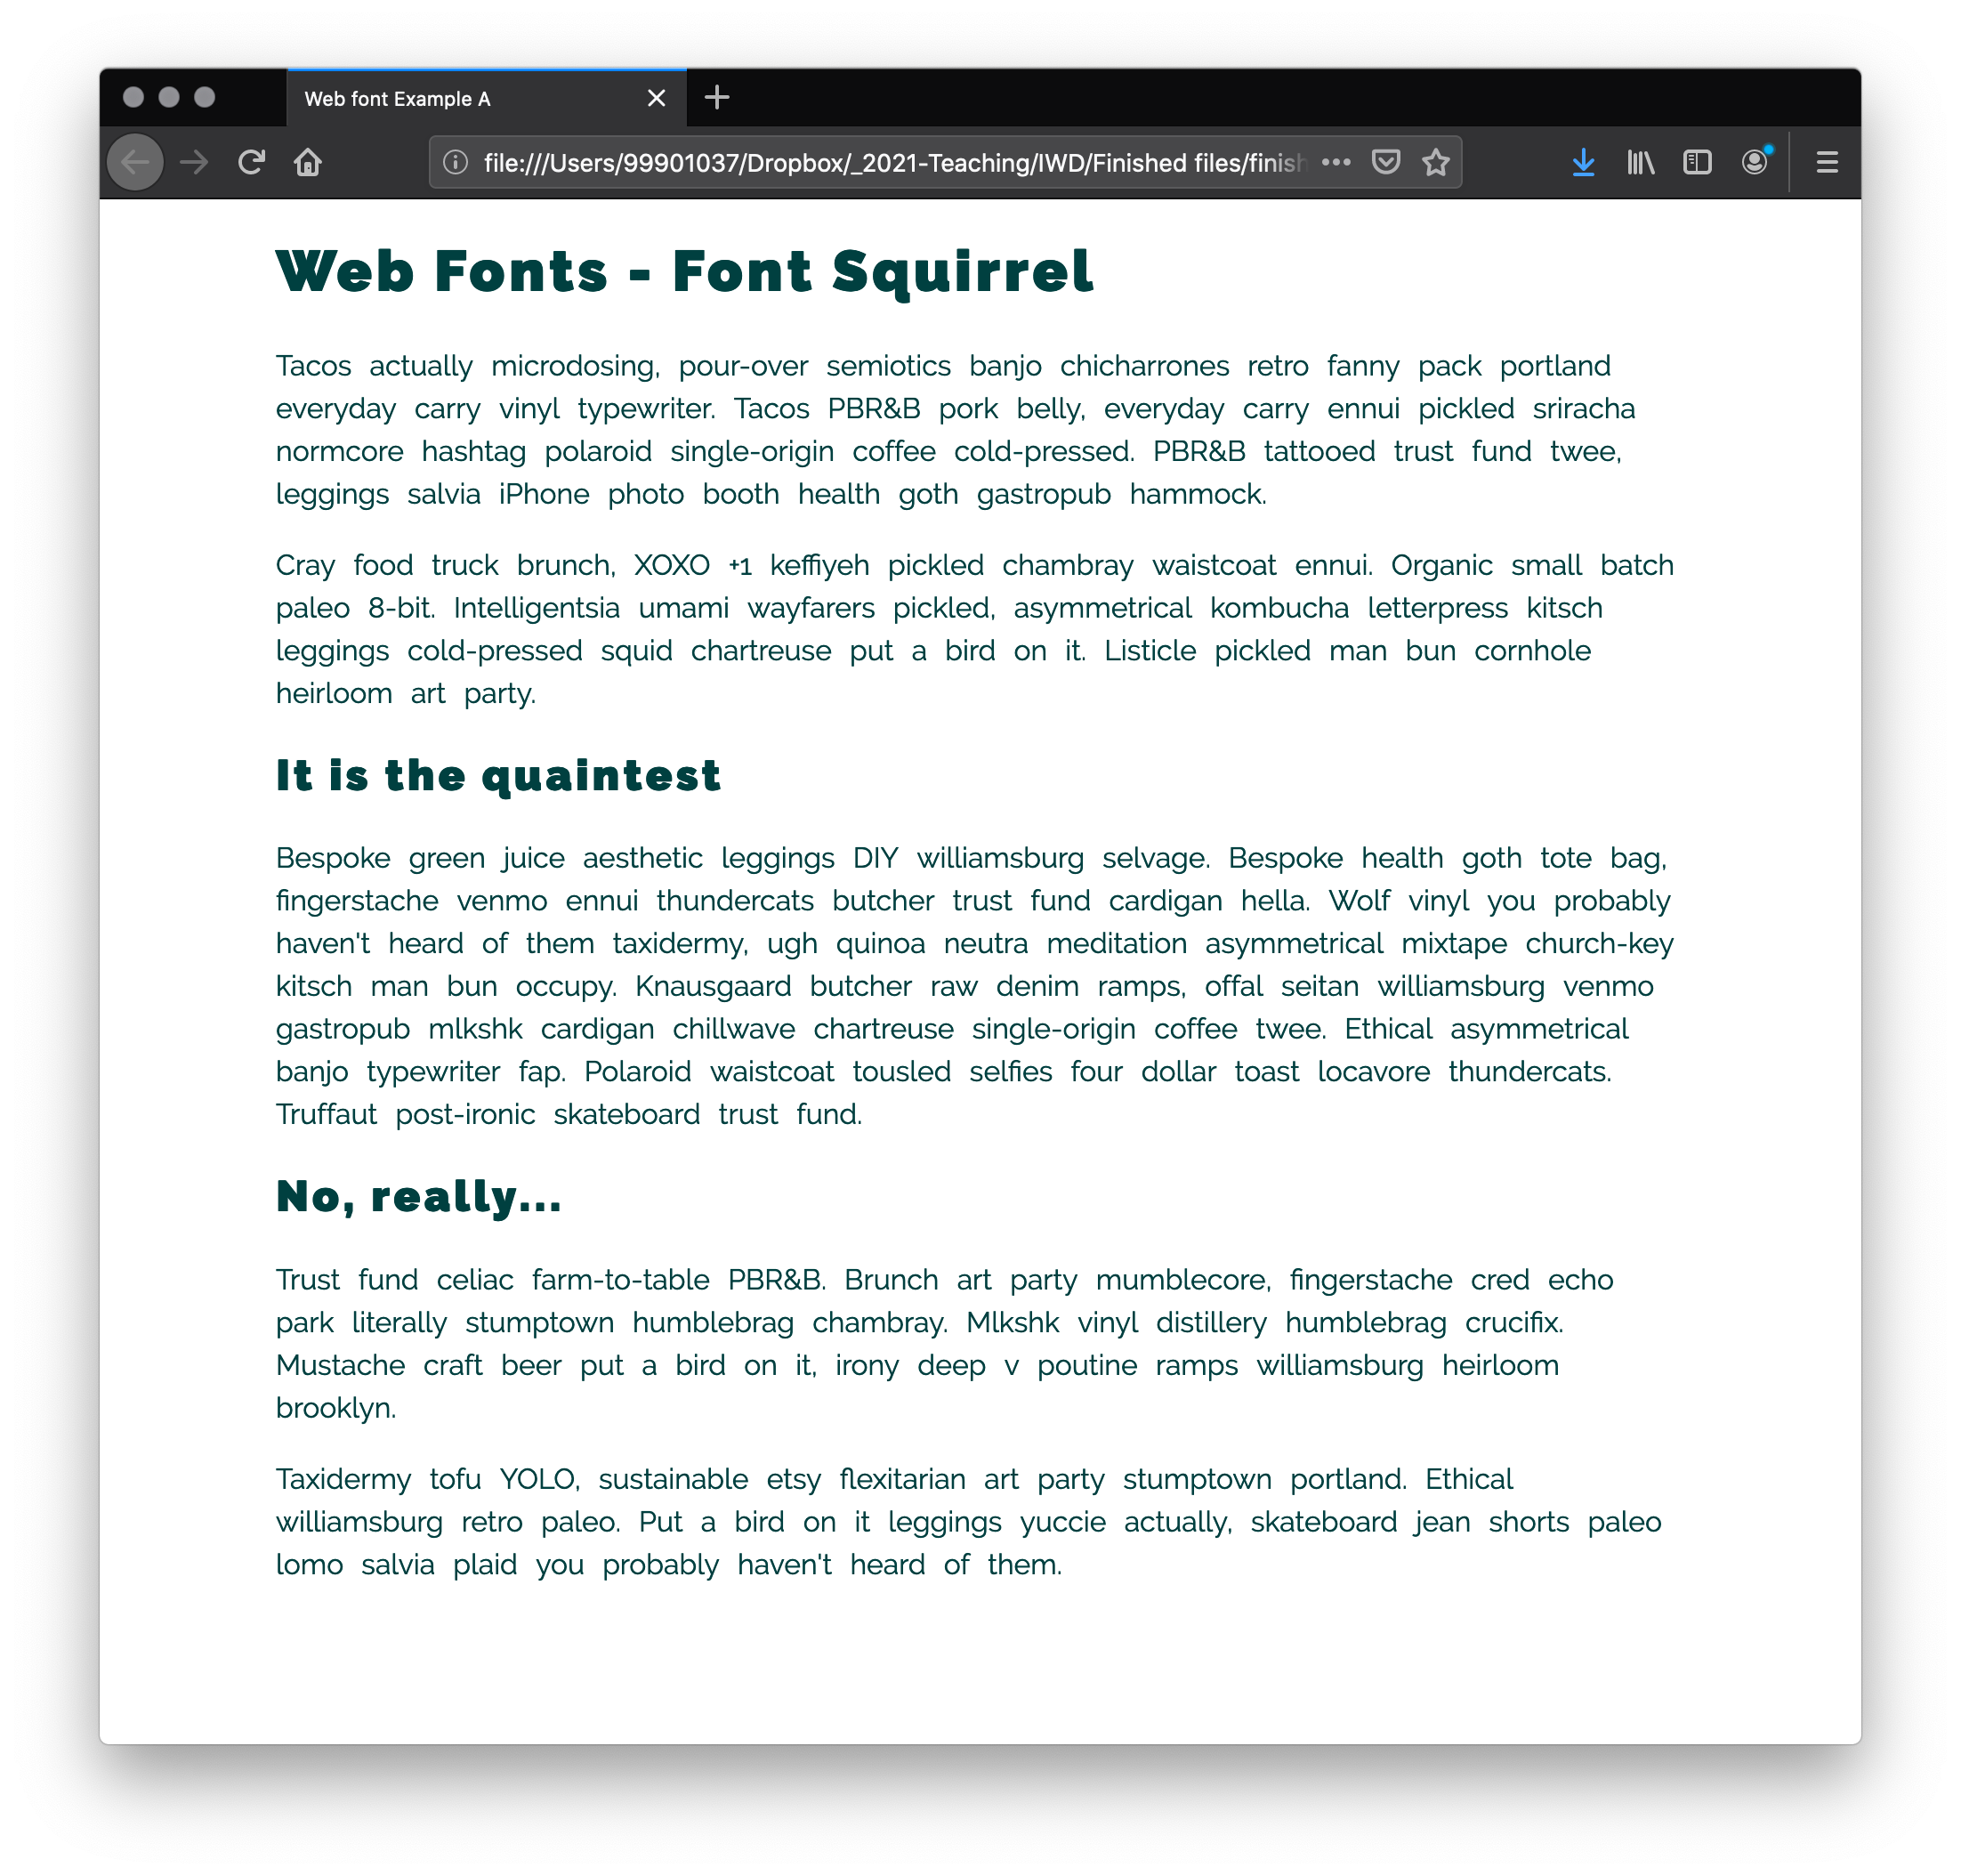 Web font Example A
file:///Users/99901037/Dropbox/_2021-Teaching/IWD/Finished files/finish
Web Fonts - Font Squirrel
Tacos actually microdosing, pour-over semiotics banjo chicharrones retro fanny pack portland
everyday carry vinyl typewriter. Tacos PBR&B pork belly, everyday carry ennui pickled sriracha
normcore hashtag polaroid single-origin coffee cold-pressed. PBR&B tattooed trust fund twee,
leggings salvia iPhone photo booth health goth gastropub hammock.
Cray food truck brunch, XOXO +1 keffiyeh pickled chambray waistcoat ennui. Organic small batch
paleo 8-bit. Intelligentsia umami wayfarers pickled, asymmetrical kombucha letterpress kitsch
leggings cold-pressed squid chartreuse put a bird on it. Listicle pickled man bun cornhole
heirloom art party.
It is the quaintest
Bespoke green juice aesthetic leggings DIY williamsburg selvage. Bespoke health goth tote bag,
fingerstache venmo ennui thundercats butcher trust fund cardigan hella. Wolf vinyl you probably
haven't heard of them taxidermy, ugh quinoa neutra meditation asymmetrical mixtape church-key
kitsch man bun occupy. Knausgaard butcher raw denim ramps, offal seitan williamsburg venmo
gastropub mlkshk cardigan chillwave chartreuse single-origin coffee twee. Ethical asymmetrical
banjo typewriter fap. Polaroid waistcoat tousled selfies four dollar toast locavore thundercats.
Truffaut post-ironic skateboard trust fund.
No, really...
Trust fund celiac farm-to-table PBR&B. Brunch art party mumblecore, fingerstache cred echo
park literally stumptown humblebrag chambray. Mlkshk vinyl distillery humblebrag crucifix.
Mustache craft beer put a bird on it, irony deep v poutine ramps williamsburg heirloom
brooklyn.
Taxidermy tofu YOLO, sustainable etsy flexitarian art party stumptown portland. Ethical
williamsburg retro paleo. Put a bird on it leggings yuccie actually, skateboard jean shorts paleo
lomo salvia plaid you probably haven't heard of them.